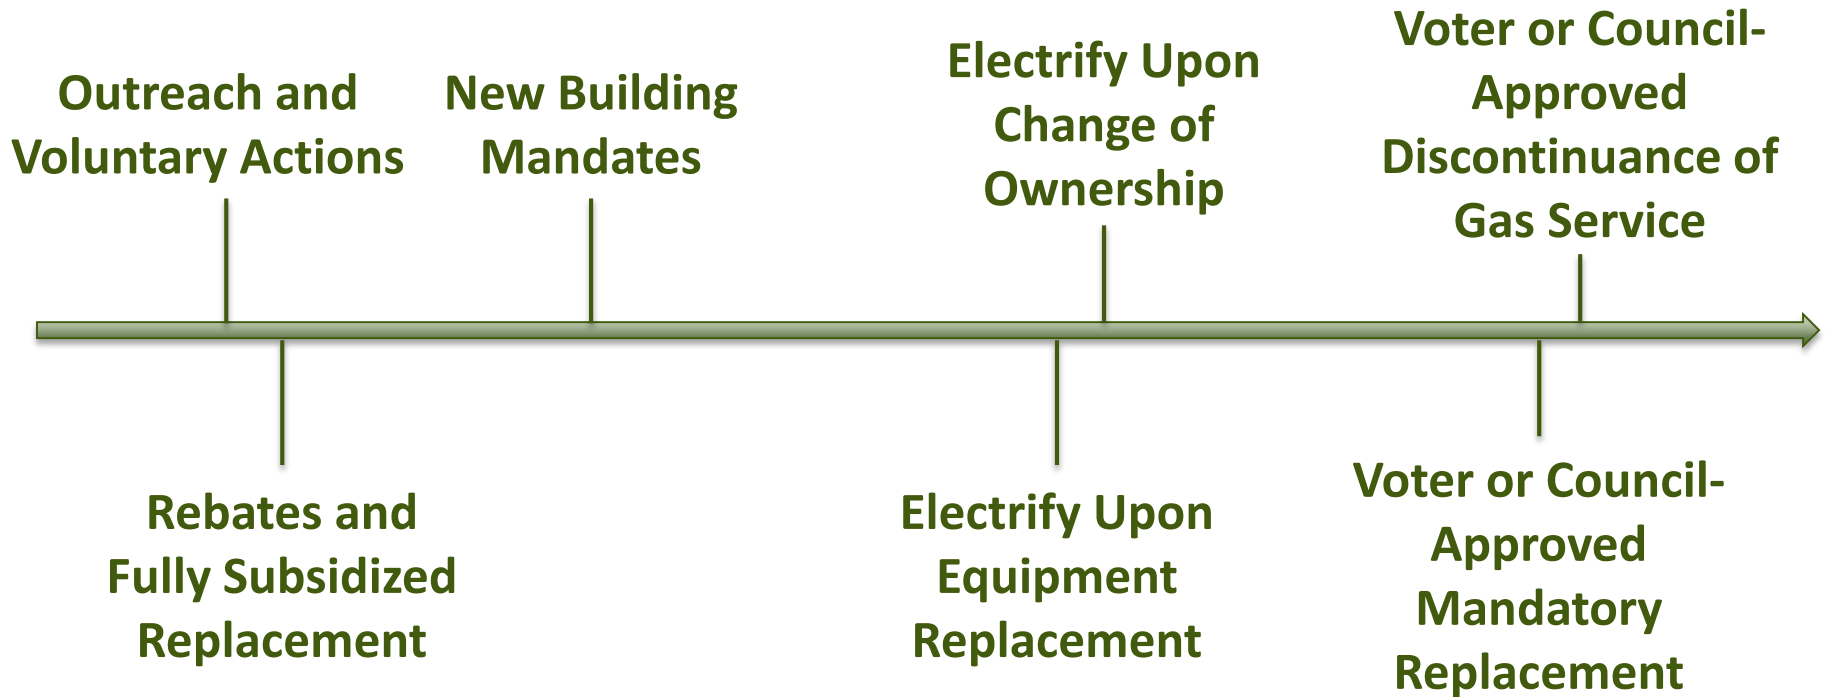 Outreach and
Voluntary Actions
New Building
Mandates
Electrify Upon
Change of
Ownership
Voter or Council-
Approved
Discontinuance of
Gas Service
Rebates and
Fully Subsidized
Replacement
Electrify Upon
Equipment
Replacement
Voter or Council-
Approved
Mandatory
Replacement